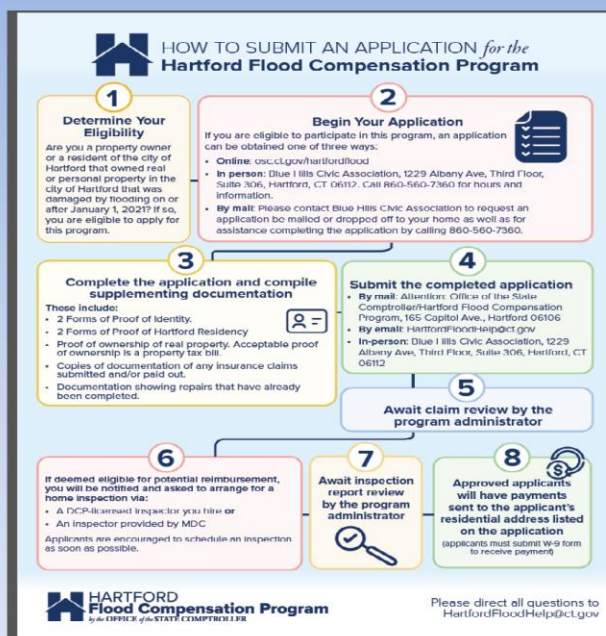 HOW TO SUBMIT AN APPLICATION for the
Hartford Flood Compensation Program
1
Determine Your
Eligibility
Are you a property owner
or a resident of the city of
Hartford that owned real
or personal property in the
city of Hartford that was
damaged by flooding on or
after January 1, 2021? If so,
you are eligible to apply for
this program.
2
Begin Your Application
If you are eligible to participate in this program, an application
can be obtained one of three ways:
• Online: osc.ct.gov/hartfordflood
• In person: Blue Hills Civic Association, 1229 Albany Ave, Third Floor,
Suite 306, Hartford, CT 06112. Call 860-560-7360 for hours and
information.
• By mail: Please contact Blue Hills Civic Association to request an
application be mailed or dropped off to your home as well as for
assistance completing the application by calling 860-560-7360.
3
Complete the application and compile
supplementing documentation
These include:
• 2 Forms of Proof of Identity.
• 2 Forms of Proof of Hartford Residency
• Proof of ownership of real property. Acceptable proof
of ownership is a property tax bill.
• Copies of documentation of any insurance claims
submitted and/or paid out.
• Documentation showing repairs that have already
been completed.
4
Submit the completed application
• By mail: Attention: Office of the State
Comptroller/Hartford Flood Compensation
Program, 165 Capitol Ave., Hartford 06106
• By email: HartfordFloodHelp@ct.gov
• In-person: Blue Hills Civic Association, 1229
Albany Ave, Third Floor, Suite 306, Hartford, CT
06112
5
Await claim review by the
program administrator
6
If deemed eligible for potential reimbursement,
you will be notified and asked to arrange for a
home inspection via:
• A DCP-licensed inspector you hire or
• An inspector provided by MDC
Applicants are encouraged to schedule an inspection
as soon as possible.
7
Await inspection
report review
by the program
administrator
8
$
Approved applicants
will have payments
sent to the applicant's
residential address listed
on the application
(applicants must submit W-9 form
to receive payment)
HARTFORD
Flood Compensation Program
by the OFFICE of the STATE COMPTROLLER
Please direct all questions to
HartfordFloodHelp@ct.gov